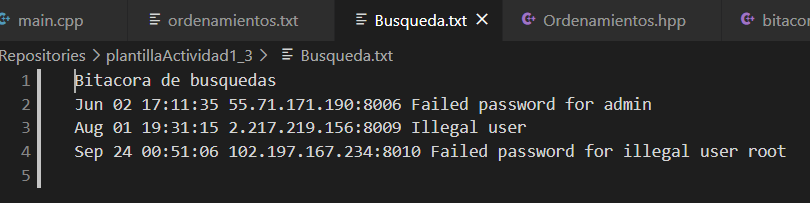 main.cpp ordenamientos.txt Busqueda.txt Ordenamientos.hpp bitacor
Repositories > plantillaActividad1_3 > Busqueda.txt
1 Bitacora de busquedas
2 Jun 02 17:11:35 55.71.171.190:8006 Failed password for admin
3 Aug 01 19:31:15 2.217.219.156:8009 Illegal user
4 Sep 24 00:51:06 102.197.167.234:8010 Failed password for illegal user root
5